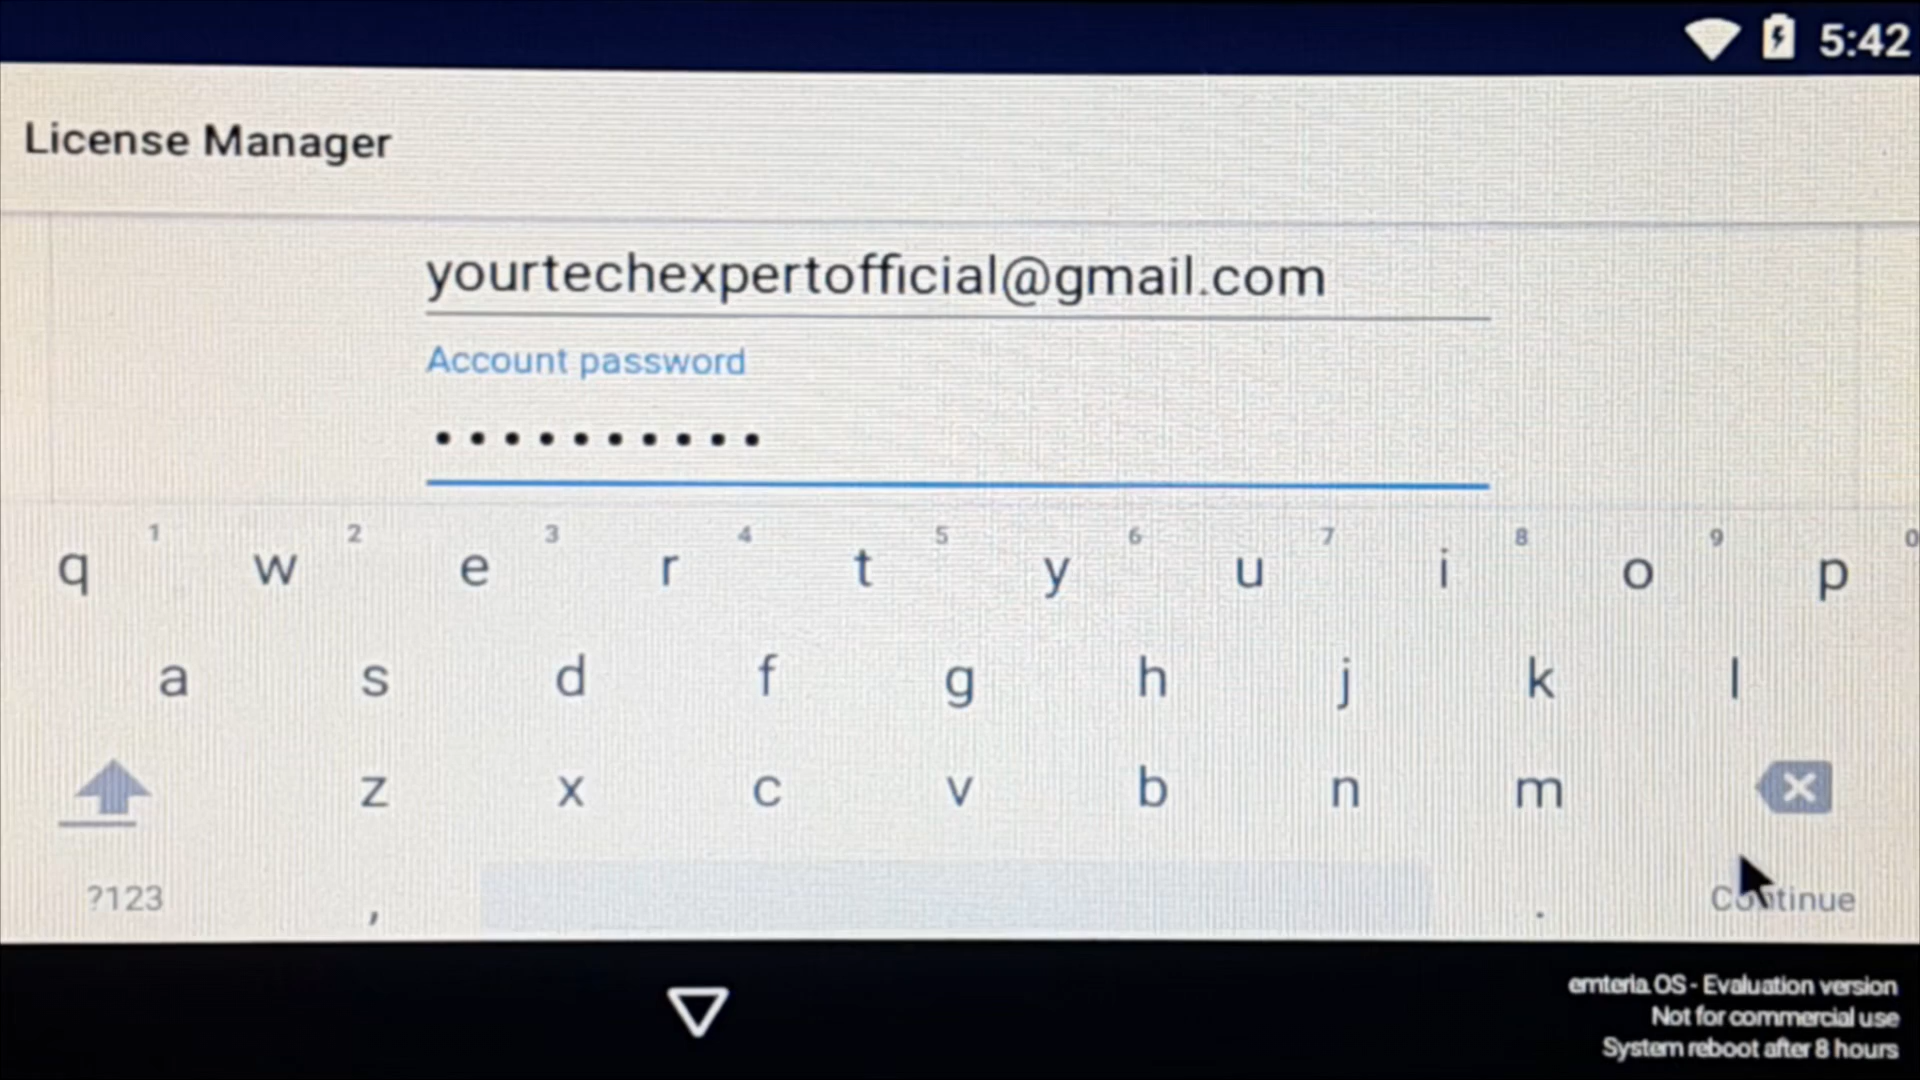 5:42
License Manager
yourtechexpertofficial@gmail.com
Account password
••••••••••
q 1 w 2 e 3 r 4 t 5 y 6 u 7 i 8 o 9 p 0
a s d f g h j k l
z x c v b n m
?123 , . Continue
emteria.OS - Evaluation version
Not for commercial use
System reboot after 8 hours